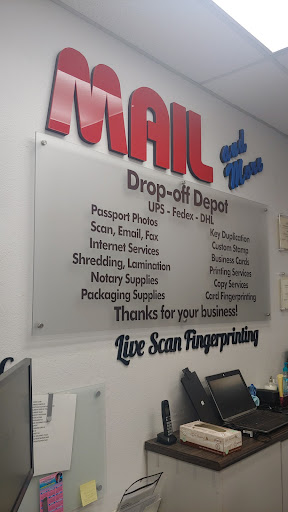 MAIL
and
More
Drop-off Depot
UPS - Fedex - DHL
Passport Photos
Scan, Email, Fax
Internet Services
Shredding, Lamination
Notary Supplies
Packaging Supplies
Key Duplication
Custom Stamp
Business Cards
Printing Services
Copy Services
Card Fingerprinting
Thanks for your business!
Live Scan Fingerprinting